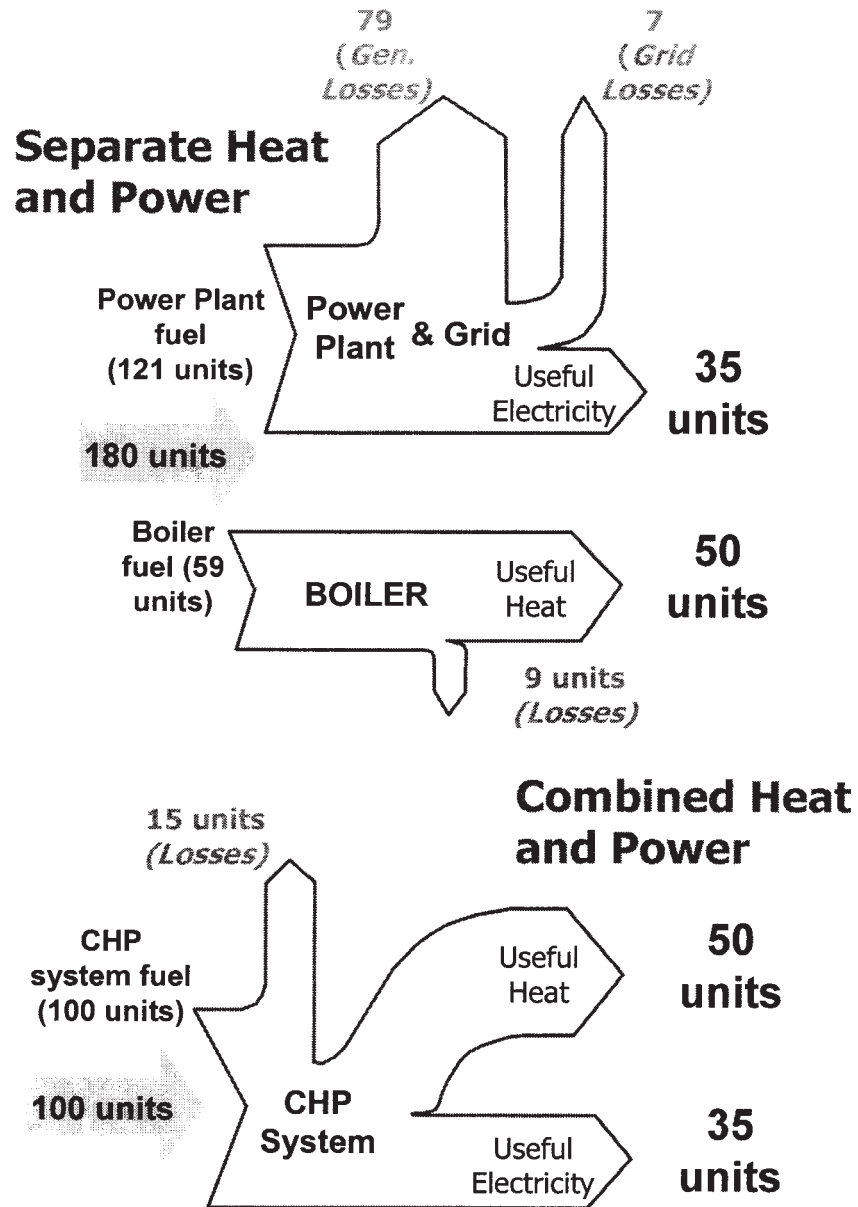 79
(Gen.
Losses)
7
(Grid
Losses)
Separate Heat
and Power
Power Plant
fuel
(121 units)
Power
Plant
& Grid
Useful
Electricity
35
units
180 units
Boiler
fuel (59
units)
BOILER
Useful
Heat
50
units
9 units
(Losses)
Combined Heat
and Power
15 units
(Losses)
CHP
system fuel
(100 units)
Useful
Heat
50
units
100 units
CHP
System
Useful
Electricity
35
units